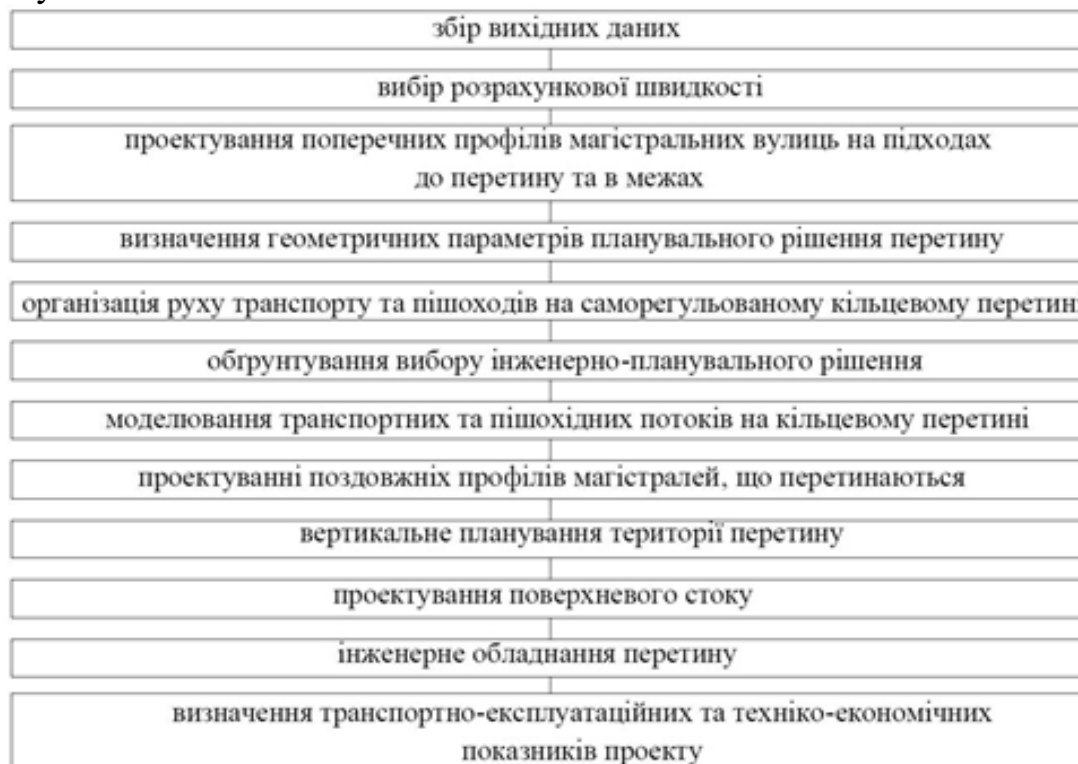 збір вихідних даних
вибір розрахункової швидкості
проектування поперечних профілів магістральних вулиць на підходах
до перетину та в межах
визначення геометричних параметрів планувального рішення перетину
організація руху транспорту та пішоходів на саморегульованому кільцевому перетині
обґрунтування вибору інженерно-планувального рішення
моделювання транспортних та пішохідних потоків на кільцевому перетині
проектуванні поздовжніх профілів магістралей, що перетинаються
вертикальне планування території перетину
проектування поверхневого стоку
інженерне обладнання перетину
визначення транспортно-експлуатаційних та техніко-економічних
показників проекту